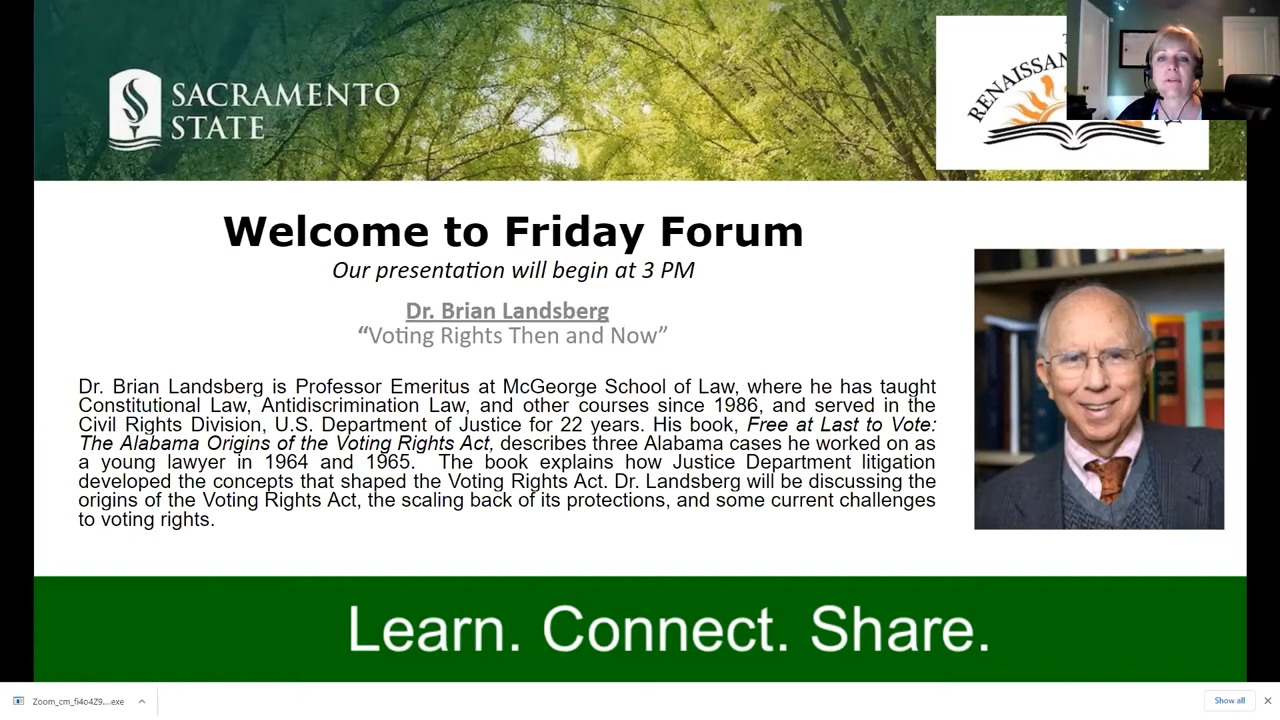 SACRAMENTO
STATE
RENAISSAN
Welcome to Friday Forum
Our presentation will begin at 3 PM
Dr. Brian Landsberg
“Voting Rights Then and Now”
Dr. Brian Landsberg is Professor Emeritus at McGeorge School of Law, where he has taught
Constitutional Law, Antidiscrimination Law, and other courses since 1986, and served in the
Civil Rights Division, U.S. Department of Justice for 22 years. His book, Free at Last to Vote:
The Alabama Origins of the Voting Rights Act, describes three Alabama cases he worked on as
a young lawyer in 1964 and 1965. The book explains how Justice Department litigation
developed the concepts that shaped the Voting Rights Act. Dr. Landsberg will be discussing the
origins of the Voting Rights Act, the scaling back of its protections, and some current challenges
to voting rights.
Learn. Connect. Share.
Zoom_cm_fi4o4Z9....exe
Show all